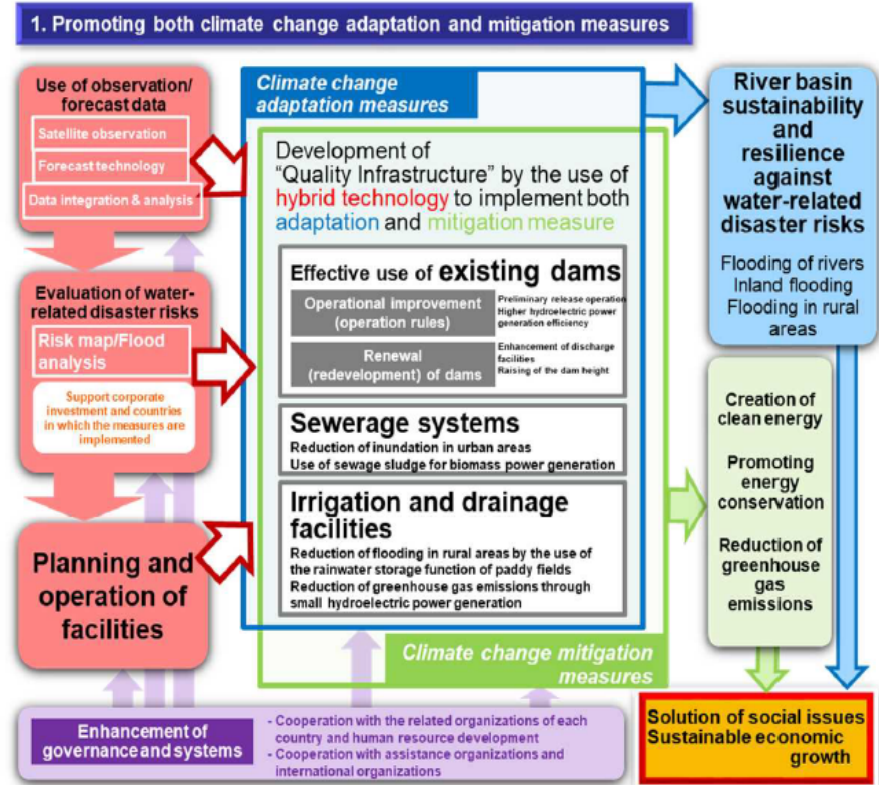 1. Promoting both climate change adaptation and mitigation measures
Use of observation/
forecast data
Satellite observation
Forecast technology
Data integration & analysis
Evaluation of water-
related disaster risks
Risk map/Flood
analysis
Support corporate
investment and countries
in which the measures are
implemented
Planning and
operation of
facilities
Climate change
adaptation measures
Development of
“Quality Infrastructure” by the use of
hybrid technology to implement both
adaptation and mitigation measure
Effective use of existing dams
Operational improvement
(operation rules)
Preliminary release operation
Higher hydroelectric power
generation efficiency
Renewal
(redevelopment) of dams
Enhancement of discharge
facilities
Raising of the dam height
Sewerage systems
Reduction of inundation in urban areas
Use of sewage sludge for biomass power generation
Irrigation and drainage
facilities
Reduction of flooding in rural areas by the use of
the rainwater storage function of paddy fields
Reduction of greenhouse gas emissions through
small hydroelectric power generation
Climate change mitigation
measures
River basin
sustainability
and
resilience
against
water-related
disaster risks
Flooding of rivers
Inland flooding
Flooding in rural
areas
Creation of
clean energy
Promoting
energy
conservation
Reduction of
greenhouse
gas
emissions
Enhancement of
governance and systems
- Cooperation with the related organizations of each
country and human resource development
- Cooperation with assistance organizations and
international organizations
Solution of social issues
Sustainable economic
growth